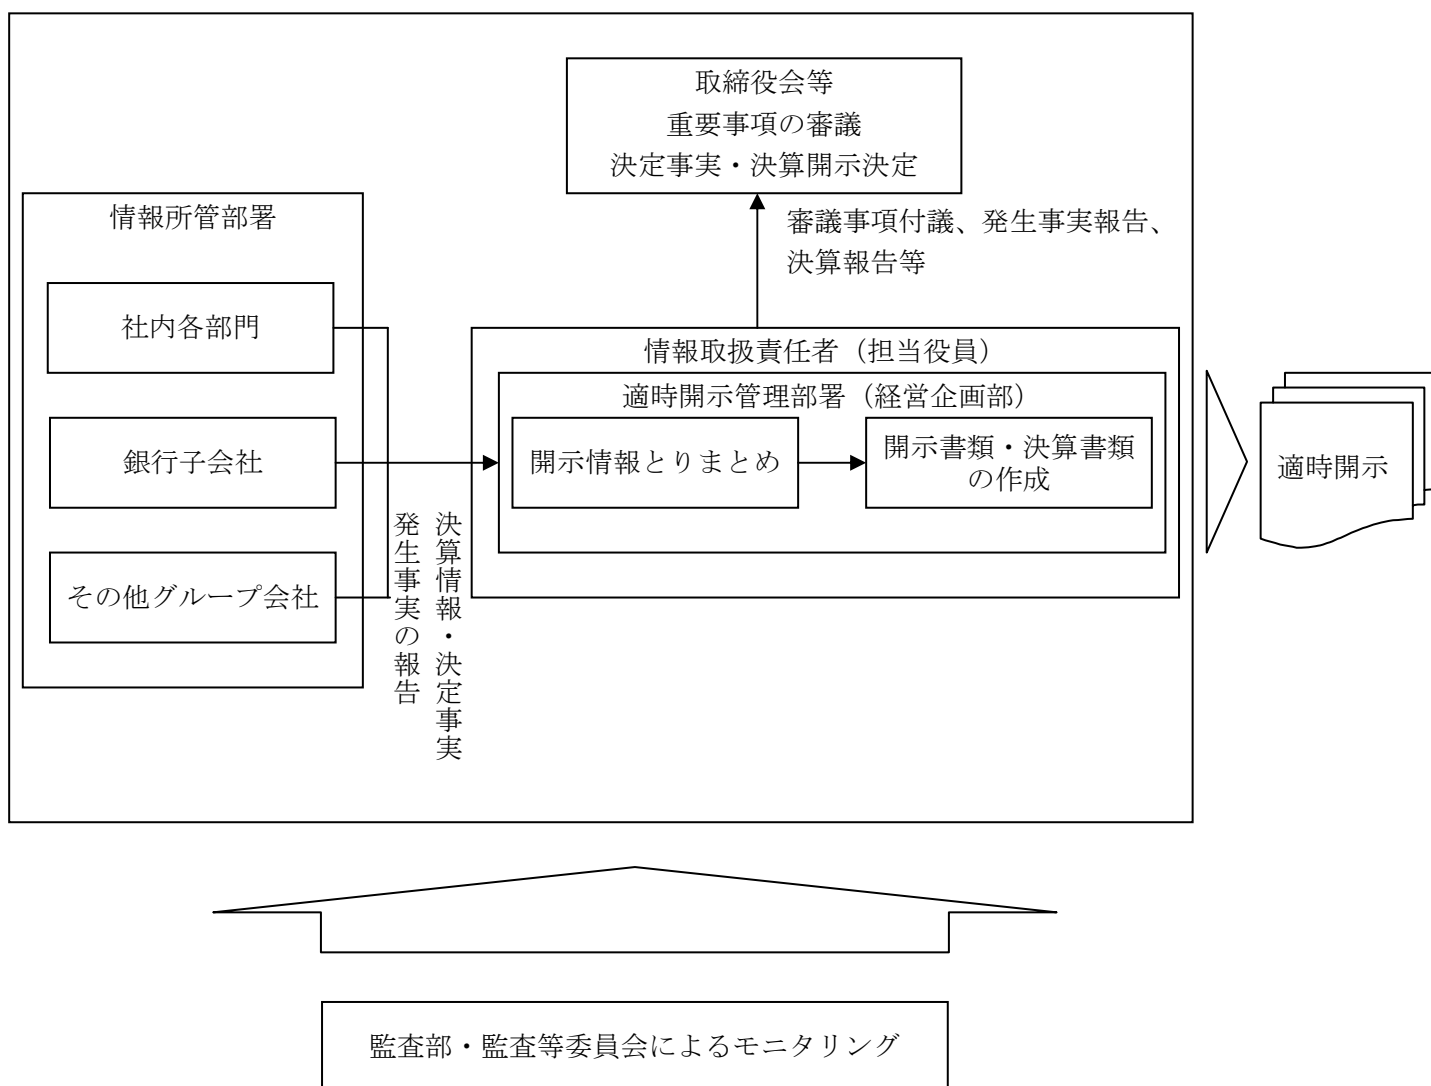 取締役会等
重要事項の審議
決定事実・決算開示決定
情報所管部署
審議事項付議、発生事実報告、
決算報告等
社内各部門
銀行子会社
その他グループ会社
決算情報・決定事実
発生事実の報告
情報取扱責任者（担当役員）
適時開示管理部署（経営企画部）
開示情報とりまとめ
開示書類・決算書類
の作成
適時開示
監査部・監査等委員会によるモニタリング